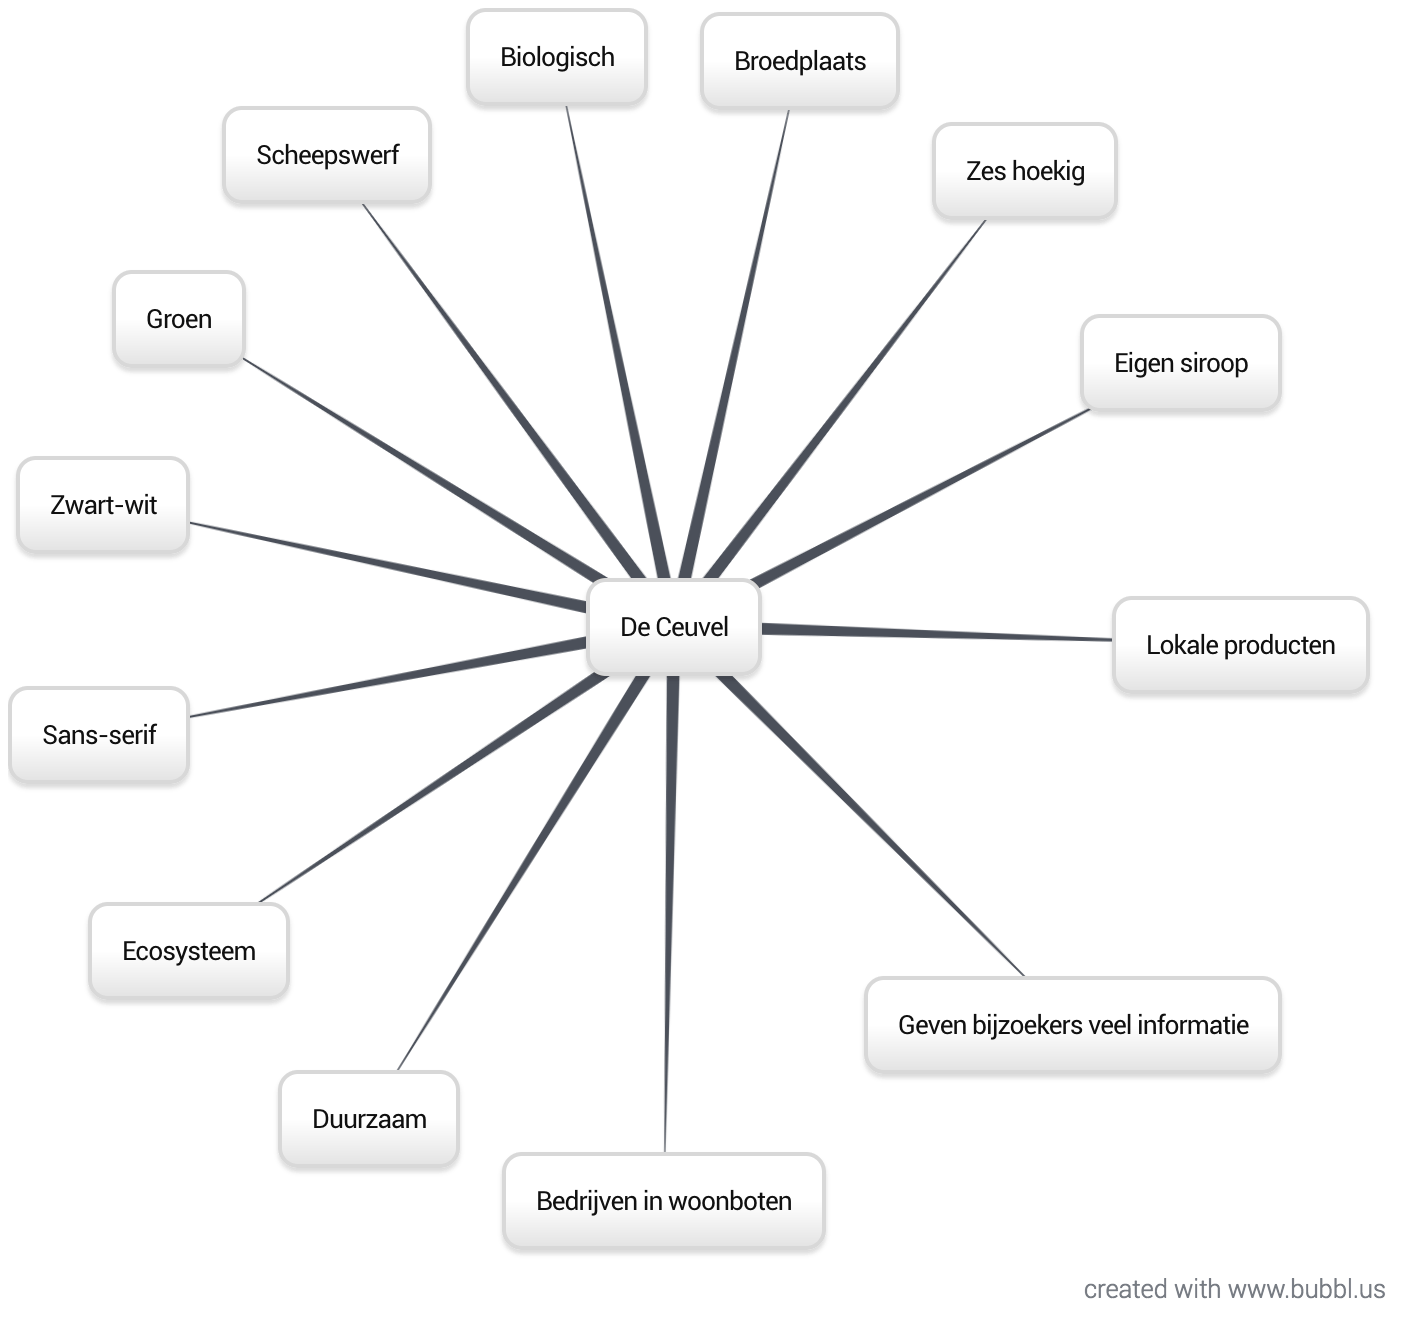 Biologisch
Broedplaats
Scheepswerf
Zes hoekig
Groen
Eigen siroop
Zwart-wit
De Ceuvel
Lokale producten
Sans-serif
Ecosysteem
Geven bijzoekers veel informatie
Duurzaam
Bedrijven in woonboten
created with www.bubbl.us